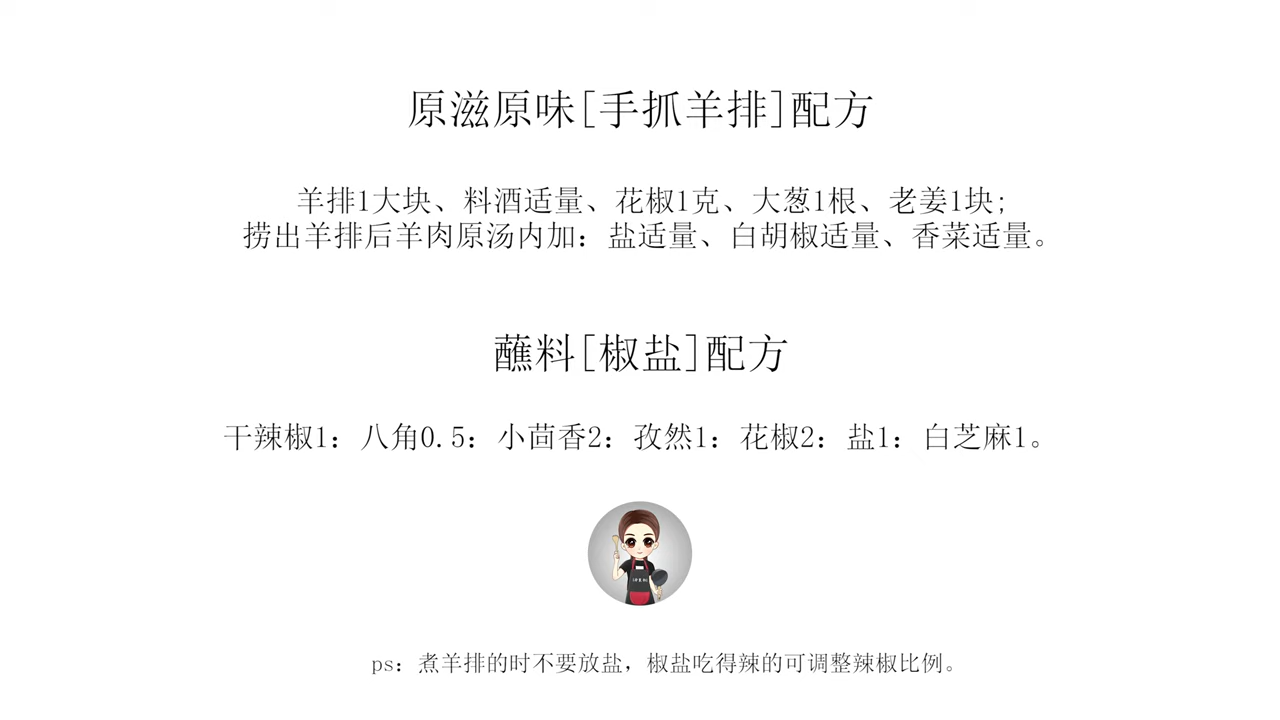 原滋原味[手抓羊排]配方
羊排1大块、料酒适量、花椒1克、大葱1根、老姜1块;
捞出羊排后羊肉原汤内加：盐适量、白胡椒适量、香菜适量。
蘸料[椒盐]配方
干辣椒1：八角0.5：小茴香2：孜然1：花椒2：盐1：白芝麻1。
ps：煮羊排的时不要放盐，椒盐吃得辣的可调整辣椒比例。